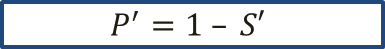 P′ = 1 – S′